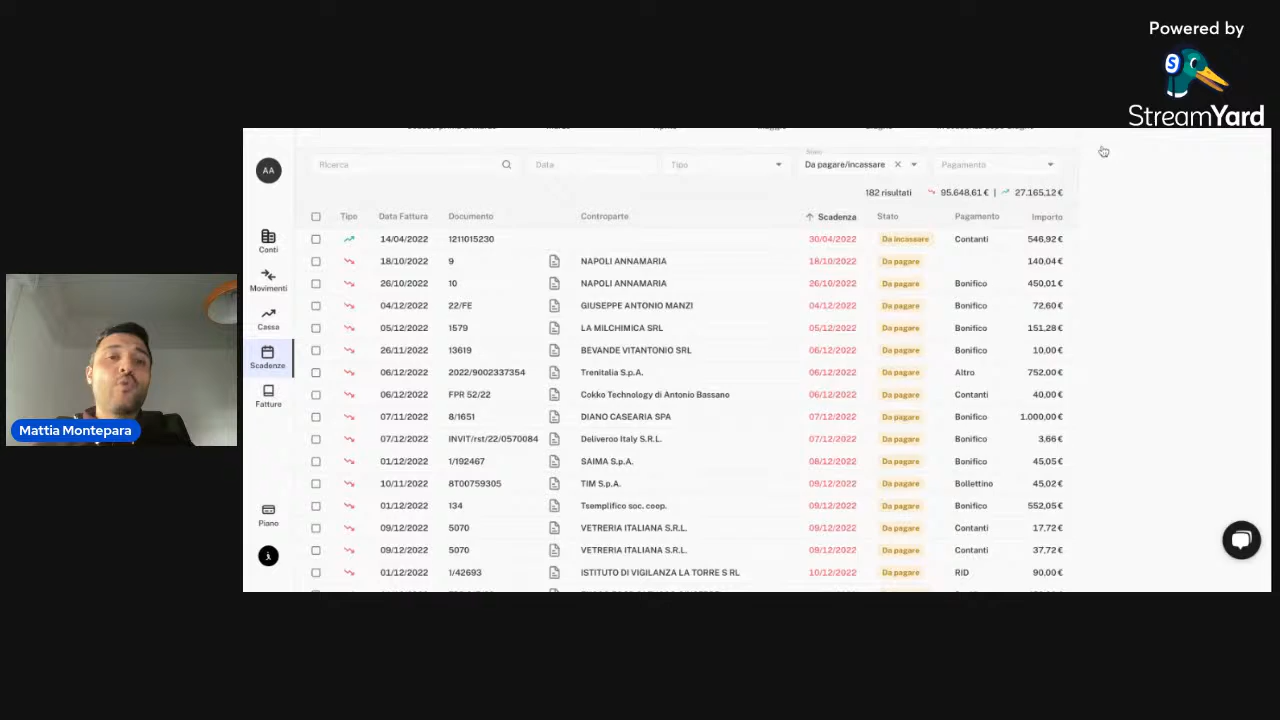 Powered by
S
StreamYard
AA
Ricerca
Data
Tipo
Stato
Da pagare/incassare
Pagamento
182 risultati 95.648,61 € | 27.165,12 €
Tipo Data Fattura Documento Controparte Scadenza Stato Pagamento Importo
14/04/2022 1211015230 30/04/2022 Da incassare Contanti 546,92 €
18/10/2022 9 NAPOLI ANNAMARIA 18/10/2022 Da pagare 140,04 €
26/10/2022 10 NAPOLI ANNAMARIA 26/10/2022 Da pagare Bonifico 450,01 €
04/12/2022 22/FE GIUSEPPE ANTONIO MANZI 04/12/2022 Da pagare Bonifico 72,60 €
05/12/2022 1579 LA MILCHIMICA SRL 05/12/2022 Da pagare Bonifico 151,28 €
26/11/2022 13619 BEVANDE VITANTONIO SRL 06/12/2022 Da pagare Bonifico 10,00 €
06/12/2022 2022/9002337354 Trenitalia S.p.A. 06/12/2022 Da pagare Altro 752,00 €
06/12/2022 FPR 52/22 Cokko Technology di Antonio Bassano 06/12/2022 Da pagare Contanti 40,00 €
07/11/2022 8/1651 DIANO CASEARIA SPA 07/12/2022 Da pagare Bonifico 1.000,00 €
07/12/2022 INVIT/rst/22/0570084 Deliveroo Italy S.R.L. 07/12/2022 Da pagare Bonifico 3,66 €
01/12/2022 1/192467 SAIMA S.p.A. 08/12/2022 Da pagare Bonifico 45,05 €
10/11/2022 8T00759305 TIM S.p.A. 09/12/2022 Da pagare Bollettino 45,02 €
01/12/2022 134 Tsemplifico soc. coop. 09/12/2022 Da pagare Bonifico 552,05 €
09/12/2022 5070 VETRERIA ITALIANA S.R.L. 09/12/2022 Da pagare Contanti 17,72 €
09/12/2022 5070 VETRERIA ITALIANA S.R.L. 09/12/2022 Da pagare Contanti 37,72 €
01/12/2022 1/42693 ISTITUTO DI VIGILANZA LA TORRE S RL 10/12/2022 Da pagare RID 90,00 €
Conti
Movimenti
Cassa
Scadenze
Fatture
Piano
i
Mattia Montepara